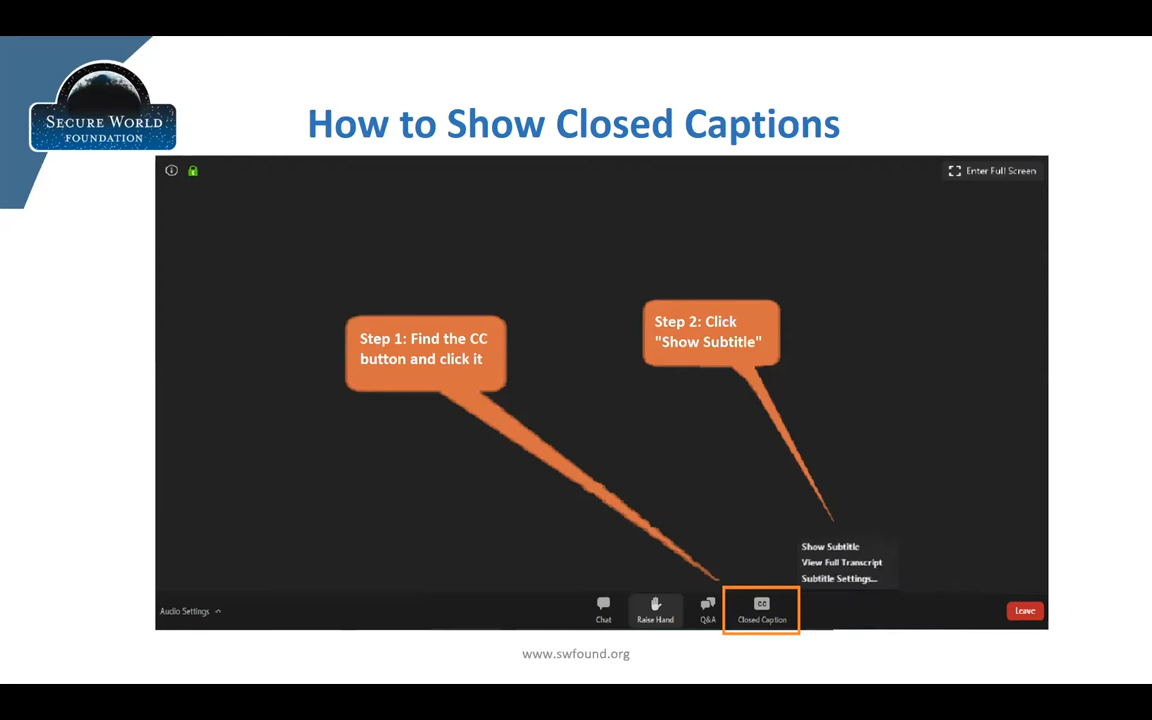 SECURE WORLD
FOUNDATION
How to Show Closed Captions
Enter Full Screen
Step 1: Find the CC
button and click it
Step 2: Click
"Show Subtitle"
Show Subtitle
View Full Transcript
Subtitle Settings...
Audio Settings
Chat
Raise Hand
Q&A
CC
Closed Caption
Leave
www.swfound.org